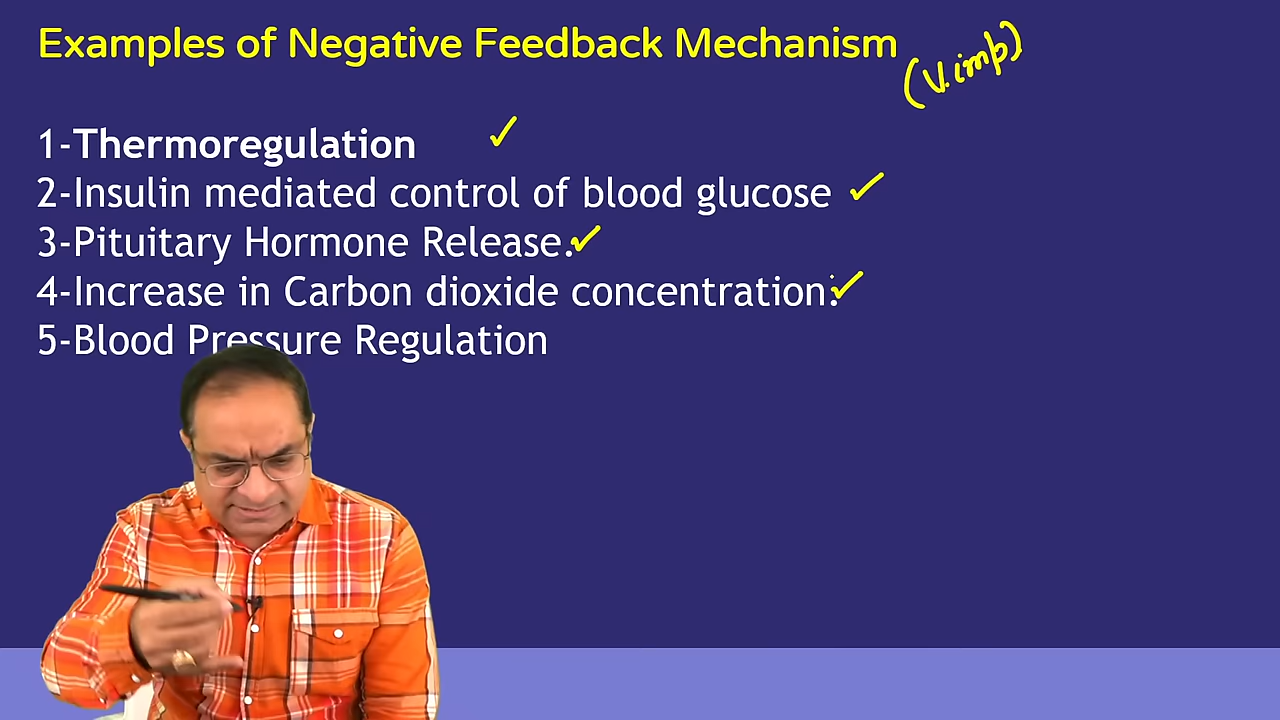 Examples of Negative Feedback Mechanism
(V.imp)
1-Thermoregulation ✓
2-Insulin mediated control of blood glucose ✓
3-Pituitary Hormone Release. ✓
4-Increase in Carbon dioxide concentration. ✓
5-Blood Pressure Regulation